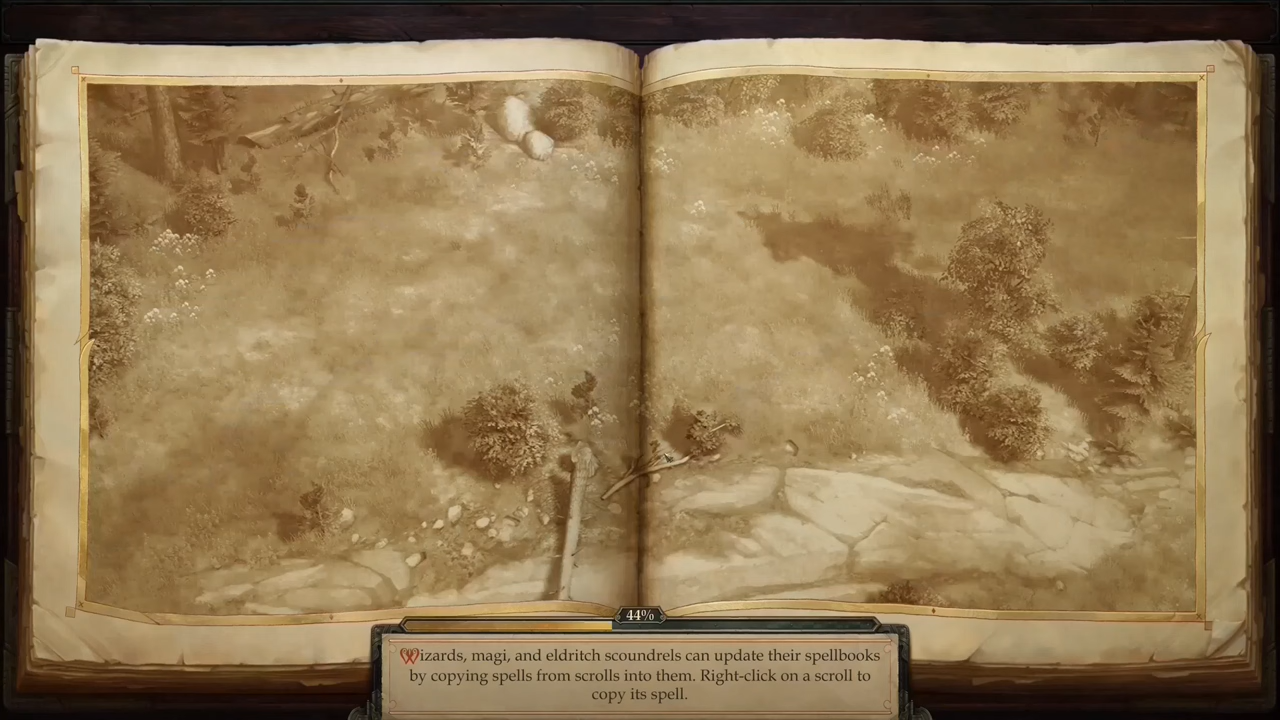 44%
Wizards, magi, and eldritch scoundrels can update their spellbooks
by copying spells from scrolls into them. Right-click on a scroll to
copy its spell.